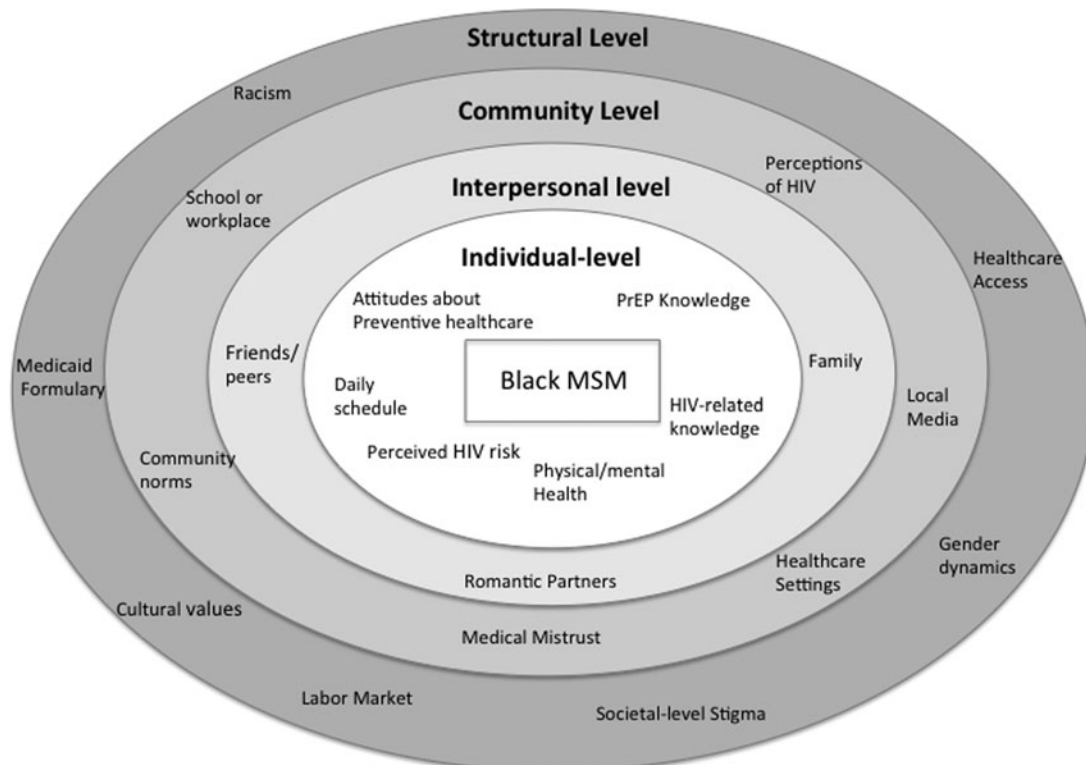 Structural Level
Racism
Community Level
Perceptions
of HIV
School or
workplace
Interpersonal level
Individual-level
Healthcare
Access
Attitudes about
Preventive healthcare
PrEP Knowledge
Friends/
peers
Family
Medicaid
Formulary
Black MSM
Daily
schedule
HIV-related
knowledge
Local
Media
Perceived HIV risk
Physical/mental
Health
Community
norms
Gender
dynamics
Healthcare
Settings
Romantic Partners
Cultural values
Medical Mistrust
Labor Market
Societal-level Stigma